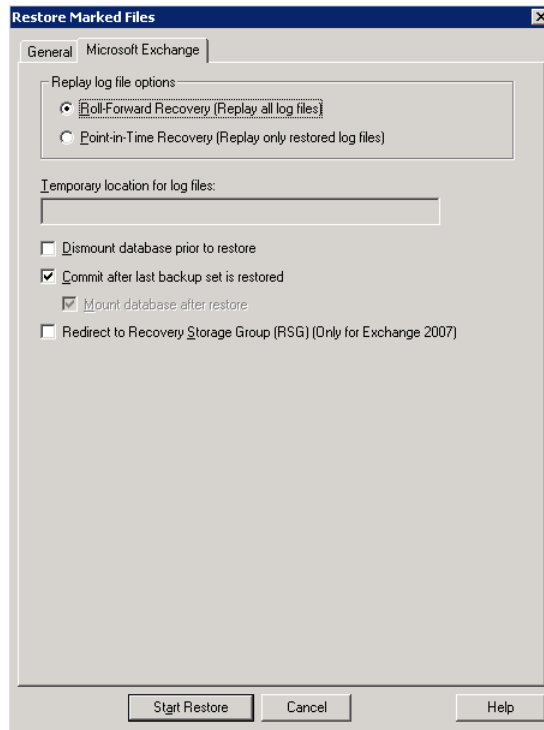 Restore Marked Files
General
Microsoft Exchange
Replay log file options
Roll-Forward Recovery (Replay all log files)
Point-in-Time Recovery (Replay only restored log files)
Temporary location for log files:
Dismount database prior to restore
Commit after last backup set is restored
Mount database after restore
Redirect to Recovery Storage Group (RSG) (Only for Exchange 2007)
Start Restore
Cancel
Help